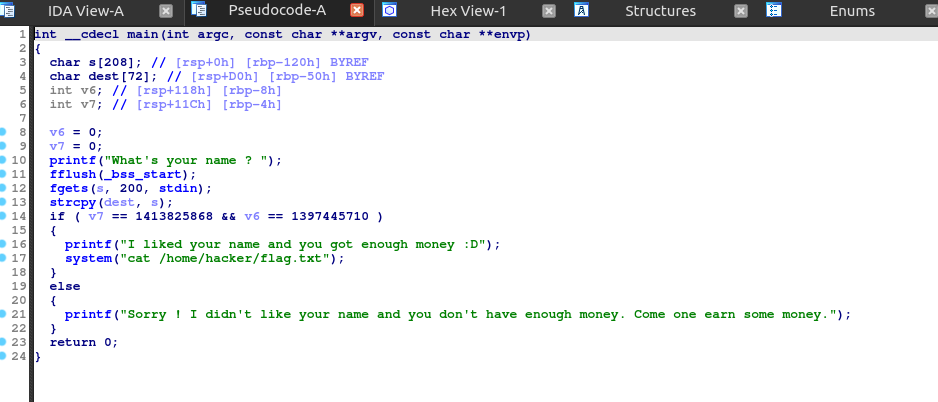 IDA View-A Pseudocode-A Hex View-1 Structures Enums
1 int __cdecl main(int argc, const char **argv, const char **envp)
2 {
3 char s[208]; // [rsp+0h] [rbp-120h] BYREF
4 char dest[72]; // [rsp+D0h] [rbp-50h] BYREF
5 int v6; // [rsp+118h] [rbp-8h]
6 int v7; // [rsp+11Ch] [rbp-4h]
7
8 v6 = 0;
9 v7 = 0;
10 printf("What's your name ? ");
11 fflush(_bss_start);
12 fgets(s, 200, stdin);
13 strcpy(dest, s);
14 if ( v7 == 1413825868 && v6 == 1397445710 )
15 {
16 printf("I liked your name and you got enough money :D");
17 system("cat /home/hacker/flag.txt");
18 }
19 else
20 {
21 printf("Sorry ! I didn't like your name and you don't have enough money. Come one earn some money.");
22 }
23 return 0;
24 }